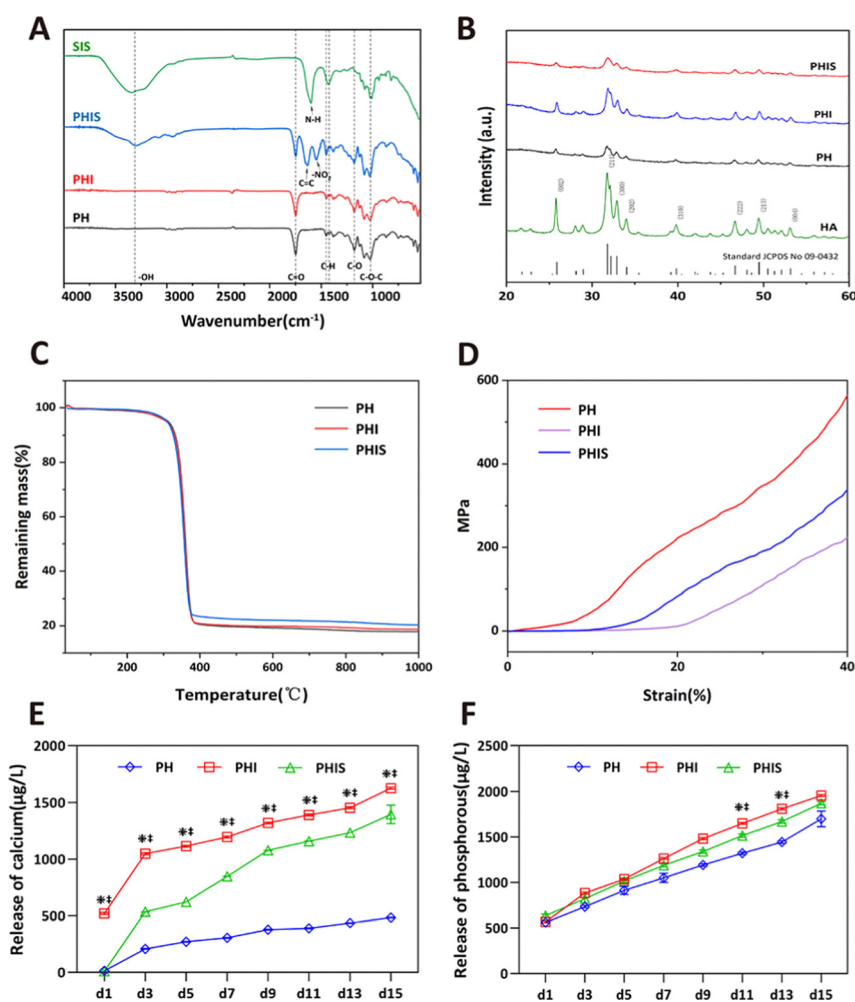 A
SIS
N-H
PHIS
C=C
-NO2
PHI
PH
-OH
C=O
C-H
C-O
C-O-C
4000 3500 3000 2500 2000 1500 1000
Wavenumber(cm-1)
B
Intensity (a.u.)
PHIS
PHI
PH
(002)
(211)
(300)
(202)
(310)
(222)
(213)
(004)
HA
Standard JCPDS No 09-0432
20 30 40 50 60
C
Remaining mass(%)
100
80
60
40
20
PH
PHI
PHIS
200 400 600 800 1000
Temperature(℃)
D
MPa
600
400
200
0
PH
PHI
PHIS
0 20 40
Strain(%)
E
Release of calcium(μg/L)
2000
1500
1000
500
0
PH PHI PHIS
※‡ ※‡ ※‡ ※‡ ※‡ ※‡ ※‡ ※‡
d1 d3 d5 d7 d9 d11 d13 d15
F
Release of phosphorous(μg/L)
2500
2000
1500
1000
500
0
PH PHI PHIS
※‡ ※‡
d1 d3 d5 d7 d9 d11 d13 d15